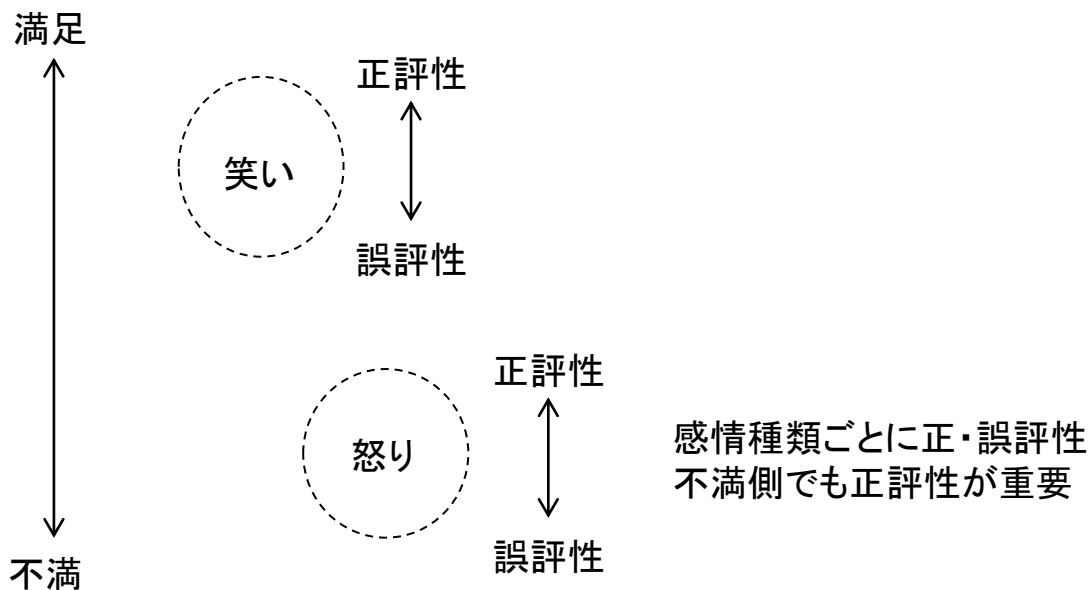 満足
正評性
笑い
誤評性
正評性
怒り
感情種類ごとに正・誤評性
不満側でも正評性が重要
誤評性
不満